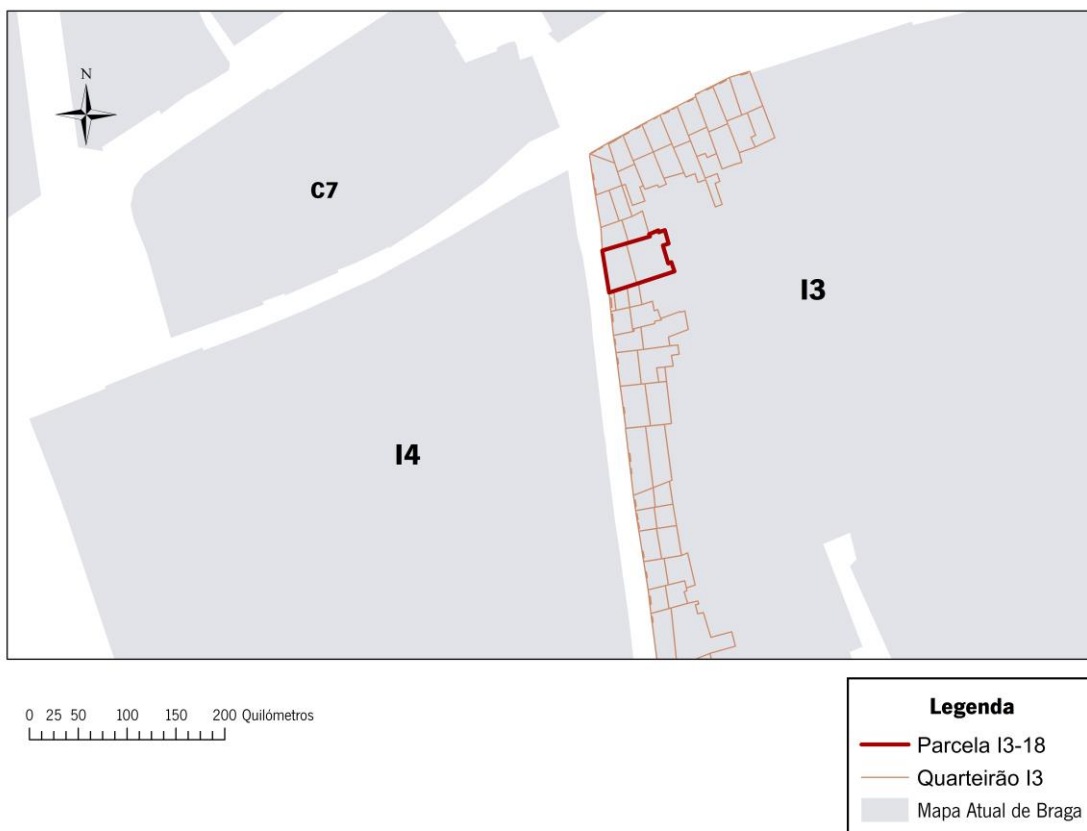 N
C7
I3
I4
0 25 50 100 150 200 Quilómetros
Legenda
Parcela I3-18
Quarteirão I3
Mapa Atual de Braga